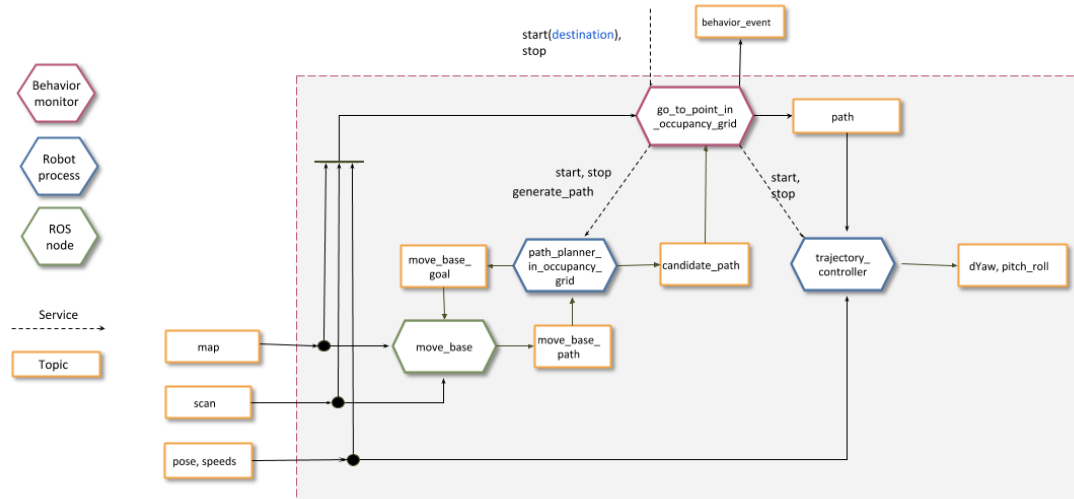 behavior_event
start(destination),
stop
Behavior
monitor
go_to_point_in
_occupancy_grid
path
Robot
process
start, stop
generate_path
start,
stop
ROS
node
move_base_
goal
path_planner_
in_occupancy_
grid
candidate_path
trajectory_
controller
dYaw, pitch_roll
Service
map
move_base
move_base_
path
Topic
scan
pose, speeds